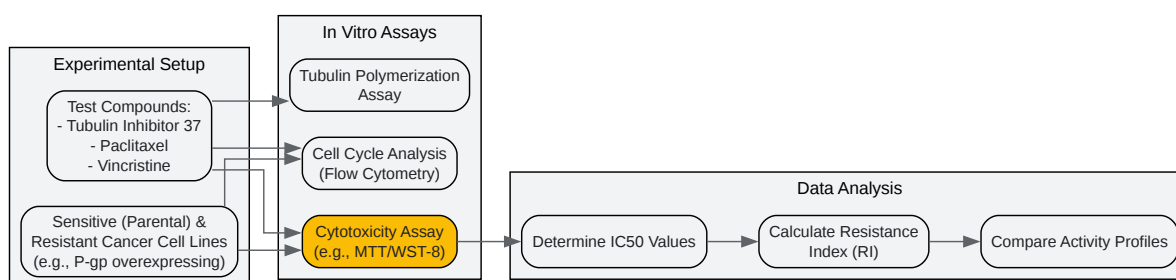 Experimental Setup
Test Compounds:
- Tubulin Inhibitor 37
- Paclitaxel
- Vincristine
Sensitive (Parental) &
Resistant Cancer Cell Lines
(e.g., P-gp overexpressing)
In Vitro Assays
Tubulin Polymerization
Assay
Cell Cycle Analysis
(Flow Cytometry)
Cytotoxicity Assay
(e.g., MTT/WST-8)
Data Analysis
Determine IC50 Values
Calculate Resistance
Index (RI)
Compare Activity Profiles